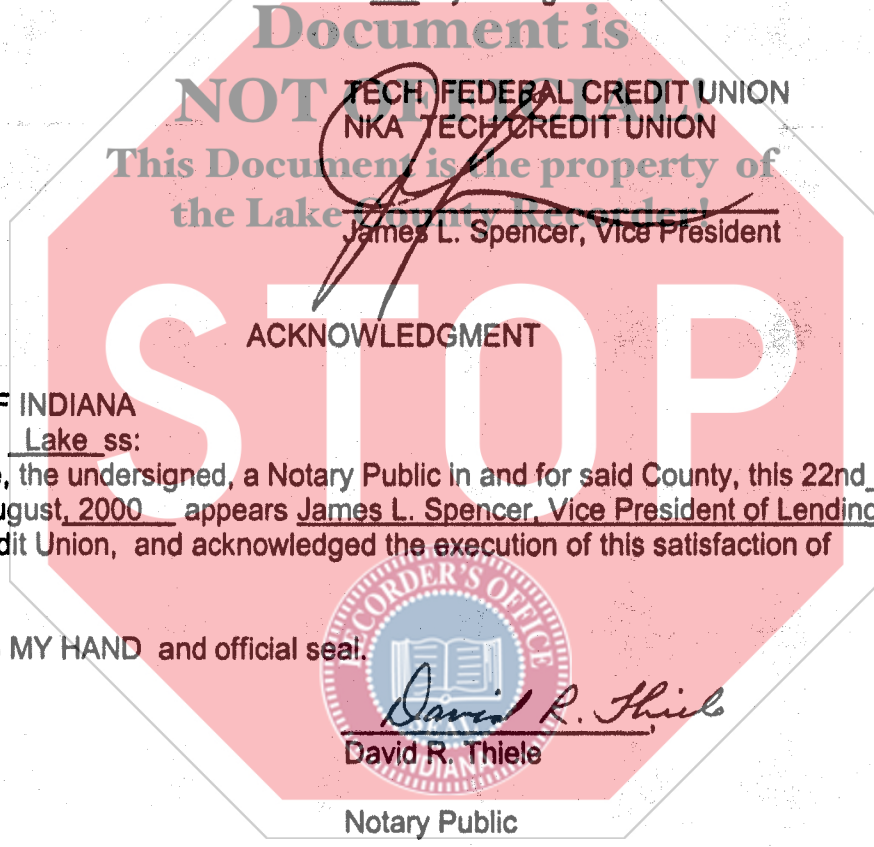 Document is
NOT OFFICIAL!
TECH FEDERAL CREDIT UNION
NKA TECH CREDIT UNION
This Document is the property of
the Lake County Recorder!
James L. Spencer, Vice President
STOP
ACKNOWLEDGMENT
INDIANA
Lake ss:
the undersigned, a Notary Public in and for said County, this 22nd
, 2000 appears James L. Spencer, Vice President of Lending
Union, and acknowledged the execution of this satisfaction of
MY HAND and official seal.
RECORDER'S OFFICE
SEAL
INDIANA
David R. Thiele
David R. Thiele
Notary Public